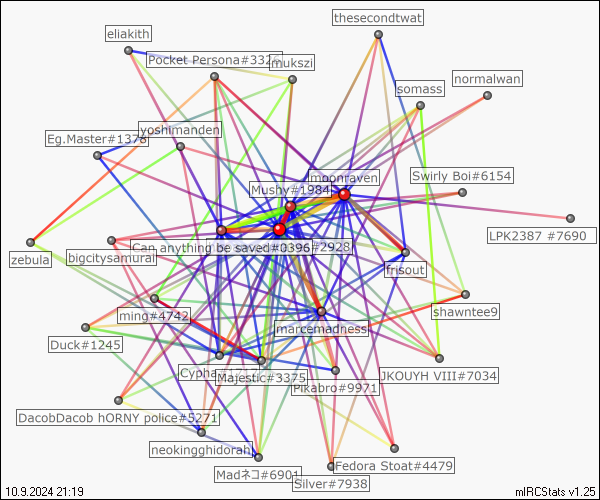 thesecondtwat
eliakith
Pocket Persona#3326
mukszi
normalwan
somass
yoshimanden
Eg.Master#1378
moonraven
Swirly Boi#6154
Mushy#1984
LPK2387 #7690
Can anything be saved#0396
#2928
bigcitysamurai
zebula
frisout
shawntee9
ming#4742
marcemadness
Duck#1245
Cypha
Majestic#3375
JKOUYH VIII#7034
Pikabro#9971
DacobDacob hORNY police#5271
neokingghidorah
Fedora Stoat#4479
Madネコ#6901
Silver#7938
10.9.2024 21:19
mIRCStats v1.25